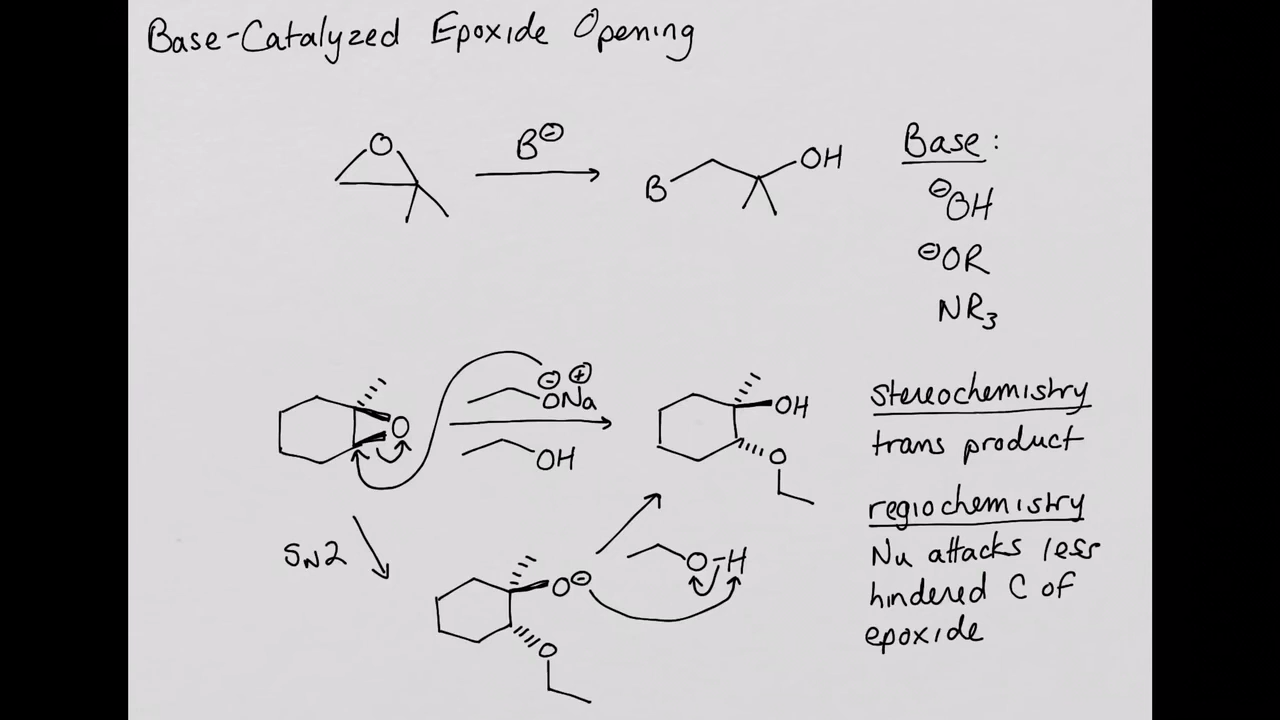 Base-Catalyzed Epoxide Opening
O
B⊖
B
OH
Base:
⊖OH
⊖OR
NR₃
O
⊖ ⊕
ONa
OH
OH
O
stereochemistry
trans product
regiochemistry
Nu attacks less
hindered C of
epoxide
SN2
O⊖
O
O-H